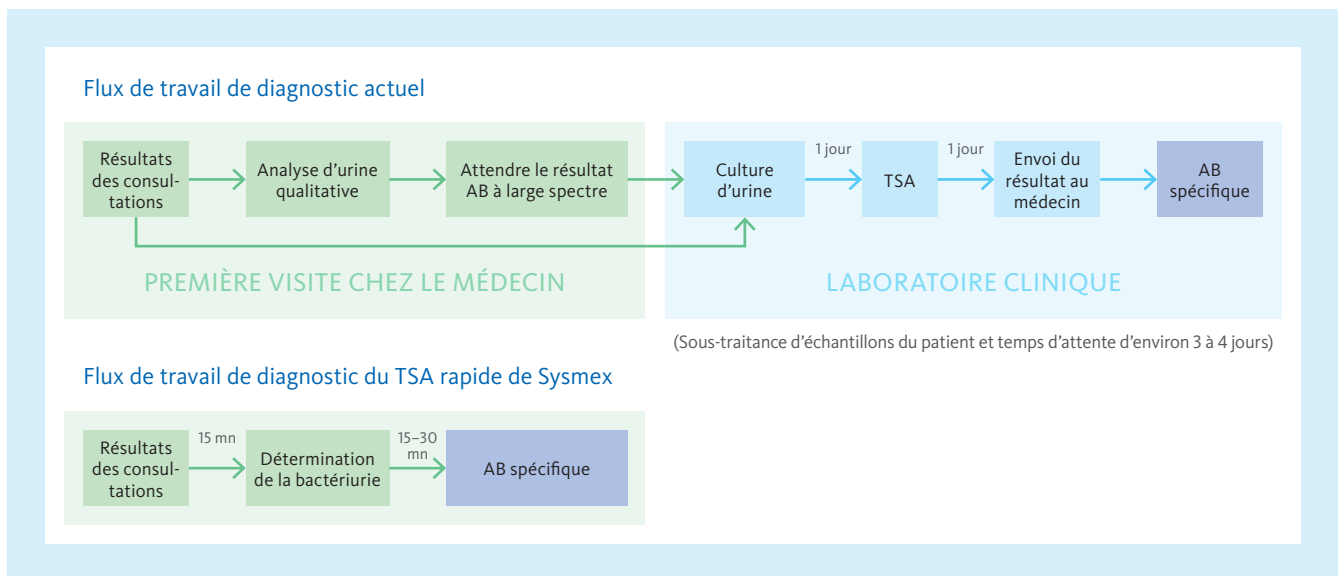 Flux de travail de diagnostic actuel
Résultats
des consul-
tations
Analyse d’urine
qualitative
Attendre le résultat
AB à large spectre
Culture
d’urine
1 jour
TSA
1 jour
Envoi du
résultat au
médecin
AB
spécifique
PREMIÈRE VISITE CHEZ LE MÉDECIN
LABORATOIRE CLINIQUE
(Sous-traitance d’échantillons du patient et temps d’attente d’environ 3 à 4 jours)
Flux de travail de diagnostic du TSA rapide de Sysmex
Résultats
des consul-
tations
15 mn
Détermination
de la bactériurie
15–30
mn
AB spécifique